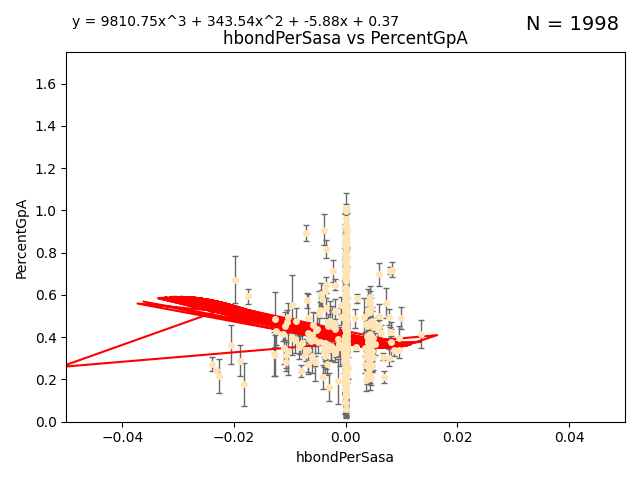 y = 9810.75x^3 + 343.54x^2 + -5.88x + 0.37
N = 1998
hbondPerSasa vs PercentGpA
1.6
1.4
1.2
1.0
0.8
0.6
0.4
0.2
0.0
PercentGpA
−0.04
−0.02
0.00
0.02
0.04
hbondPerSasa